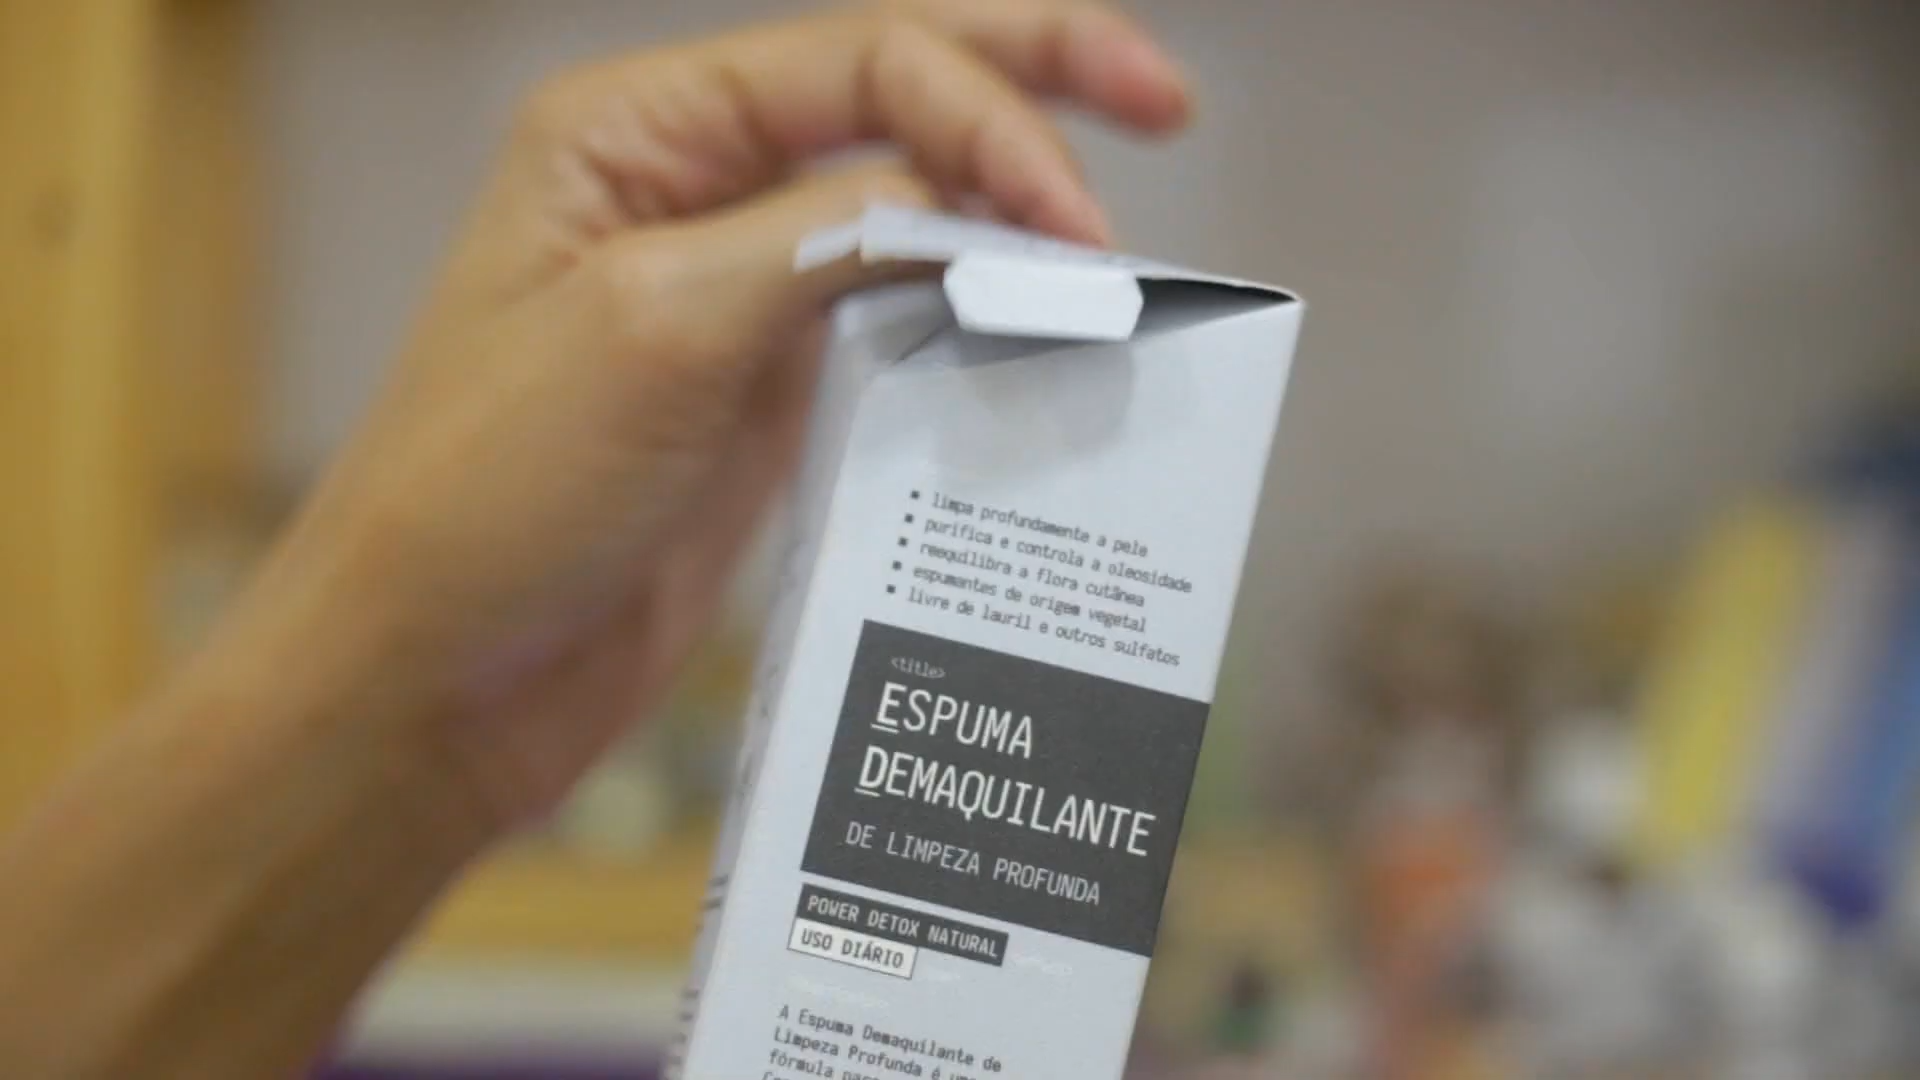 ▪ limpa profundamente a pele
▪ purifica e controla a oleosidade
▪ reequilibra a flora cutânea
▪ espumantes de origem vegetal
▪ livre de lauril e outros sulfatos
<title>
ESPUMA
DEMAQUILANTE
DE LIMPEZA PROFUNDA
POWER DETOX NATURAL
USO DIÁRIO
A Espuma Demaquilante de
Limpeza Profunda é
fórmula